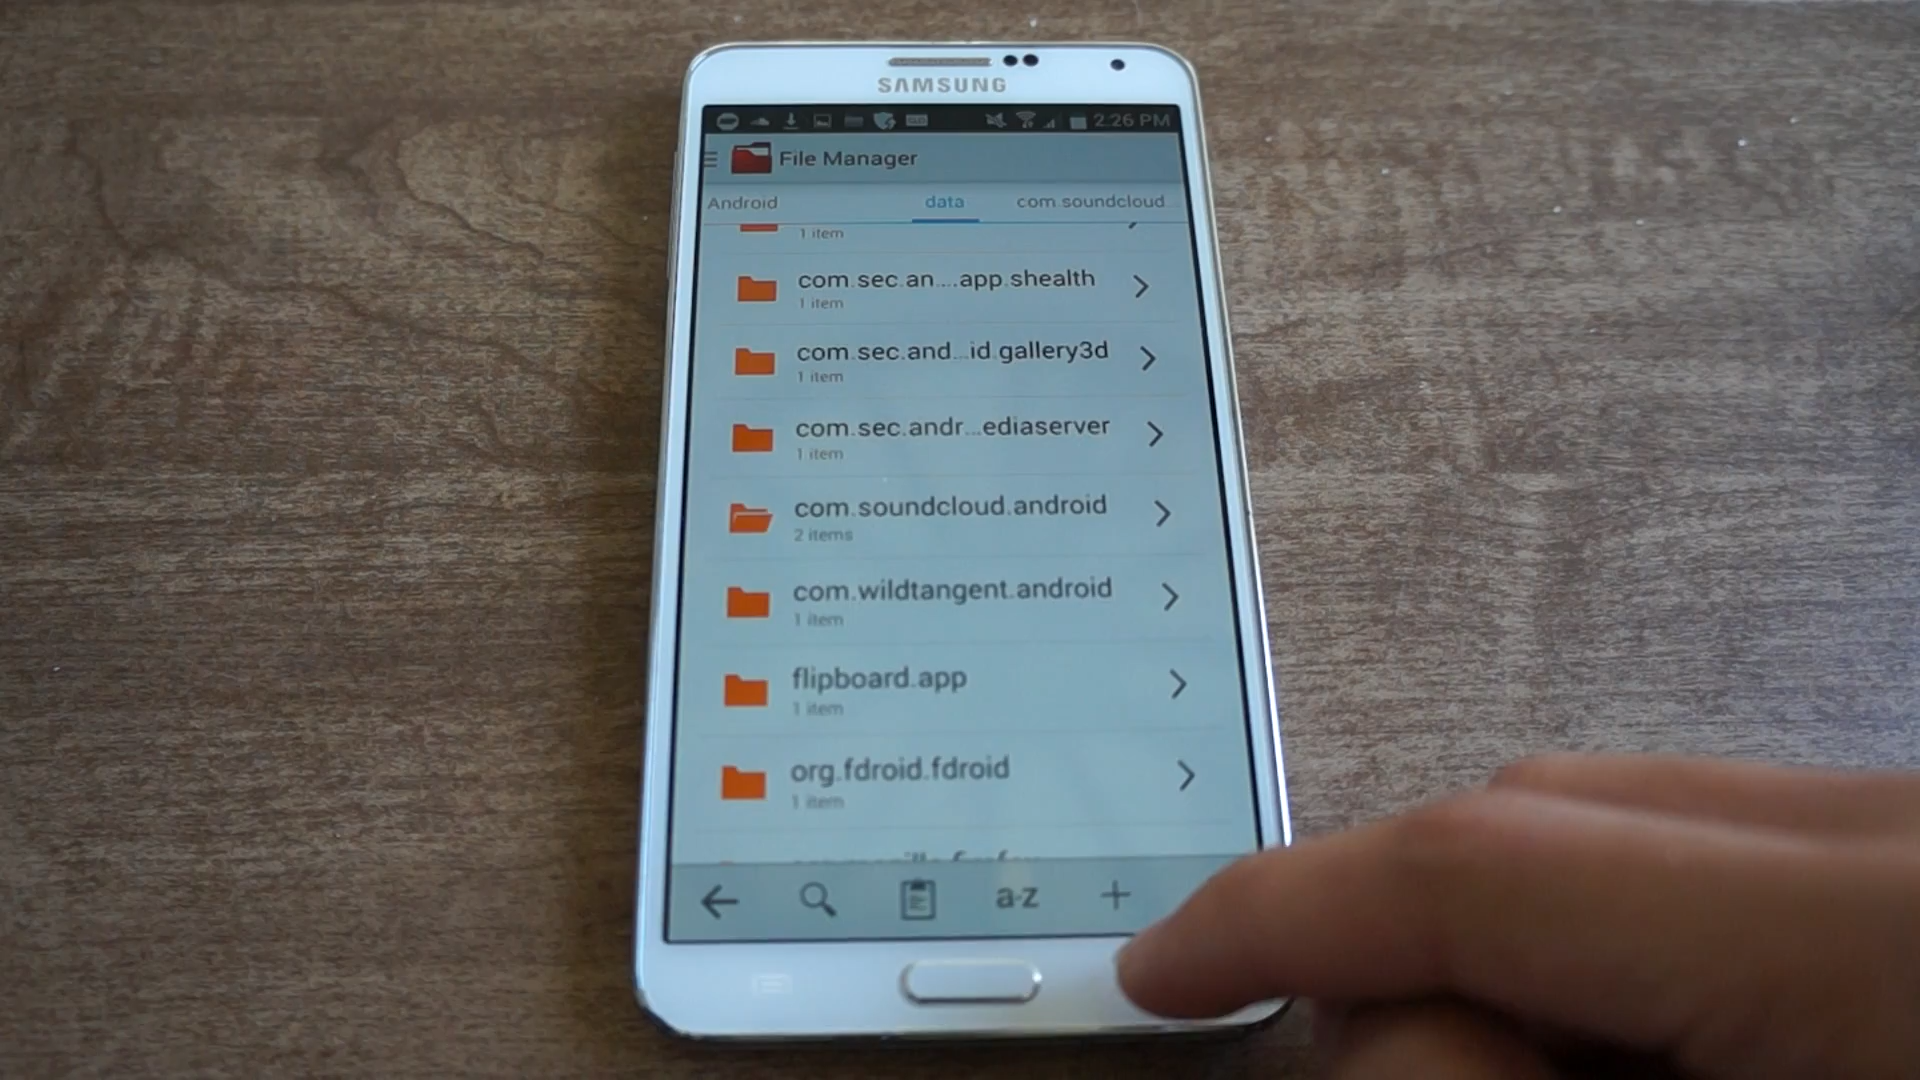 SAMSUNG
2:26 PM
File Manager
Android data com.soundcloud
1 item
com.sec.an....app.shealth
1 item
com.sec.and...id.gallery3d
1 item
com.sec.andr...ediaserver
1 item
com.soundcloud.android
2 items
com.wildtangent.android
1 item
flipboard.app
1 item
org.fdroid.fdroid
1 item
a-z